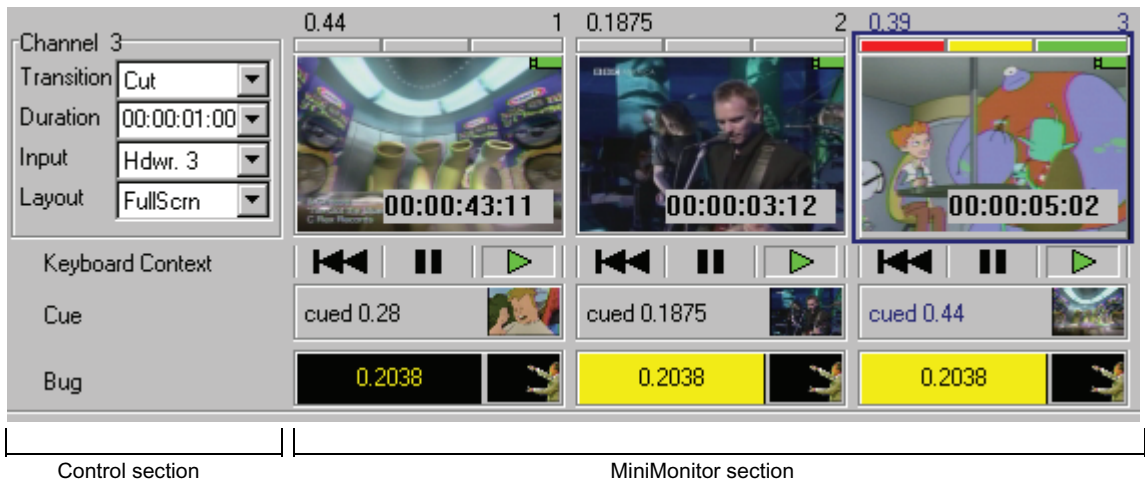 0.44 1 0.1875 2 0.39 3
Channel 3
Transition Cut
Duration 00:00:01:00
Input Hdwr. 3
Layout FullScrn
00:00:43:11 00:00:03:12 00:00:05:02
C Rex Records
Keyboard Context
Cue cued 0.28 cued 0.1875 cued 0.44
Bug 0.2038 0.2038 0.2038
Control section MiniMonitor section